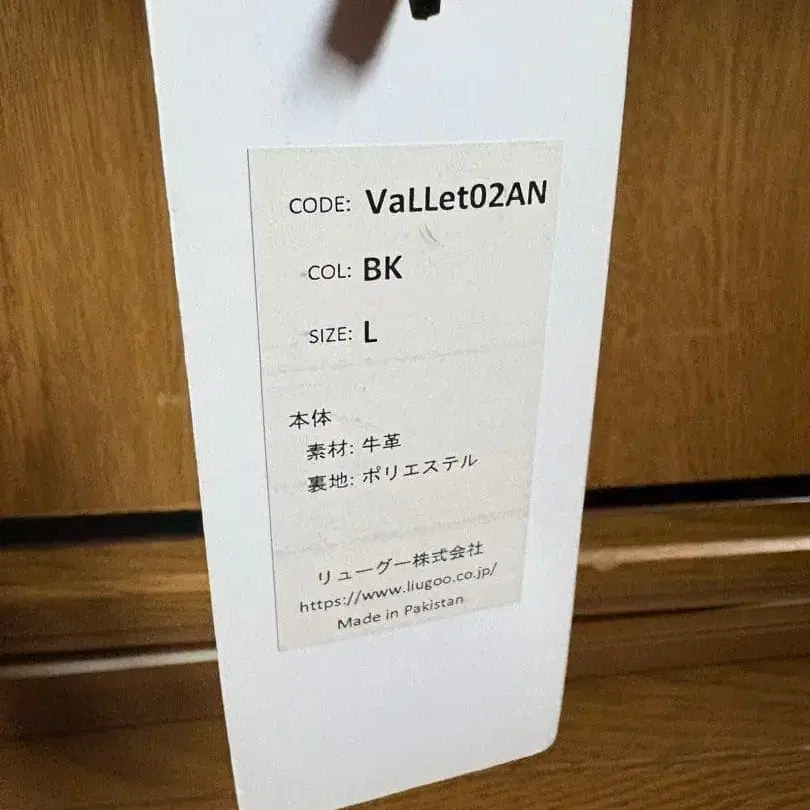 CODE: VaLLet02AN
COL: BK
SIZE: L
本体
素材: 牛革
裏地: ポリエステル
リューグー株式会社
https://www.liugoo.co.jp/
Made in Pakistan